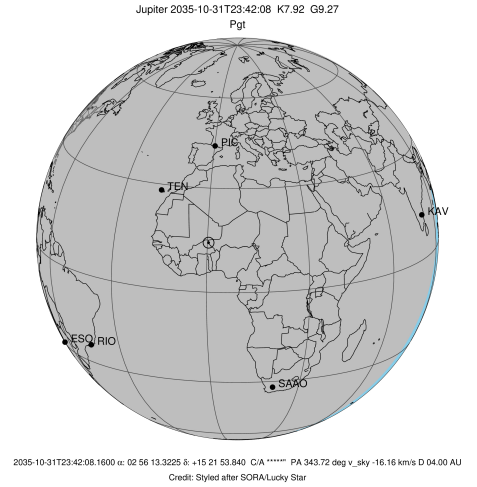 Jupiter 2035-10-31T23:42:08 K7.92 G9.27
Pgt
PIC
TEN
KAV
ESO RIO
SAAO
2035-10-31T23:42:08.1600 α: 02 56 13.3225 δ: +15 21 53.840 C/A *****" PA 343.72 deg v_sky -16.16 km/s D 04.00 AU
Credit: Styled after SORA/Lucky Star